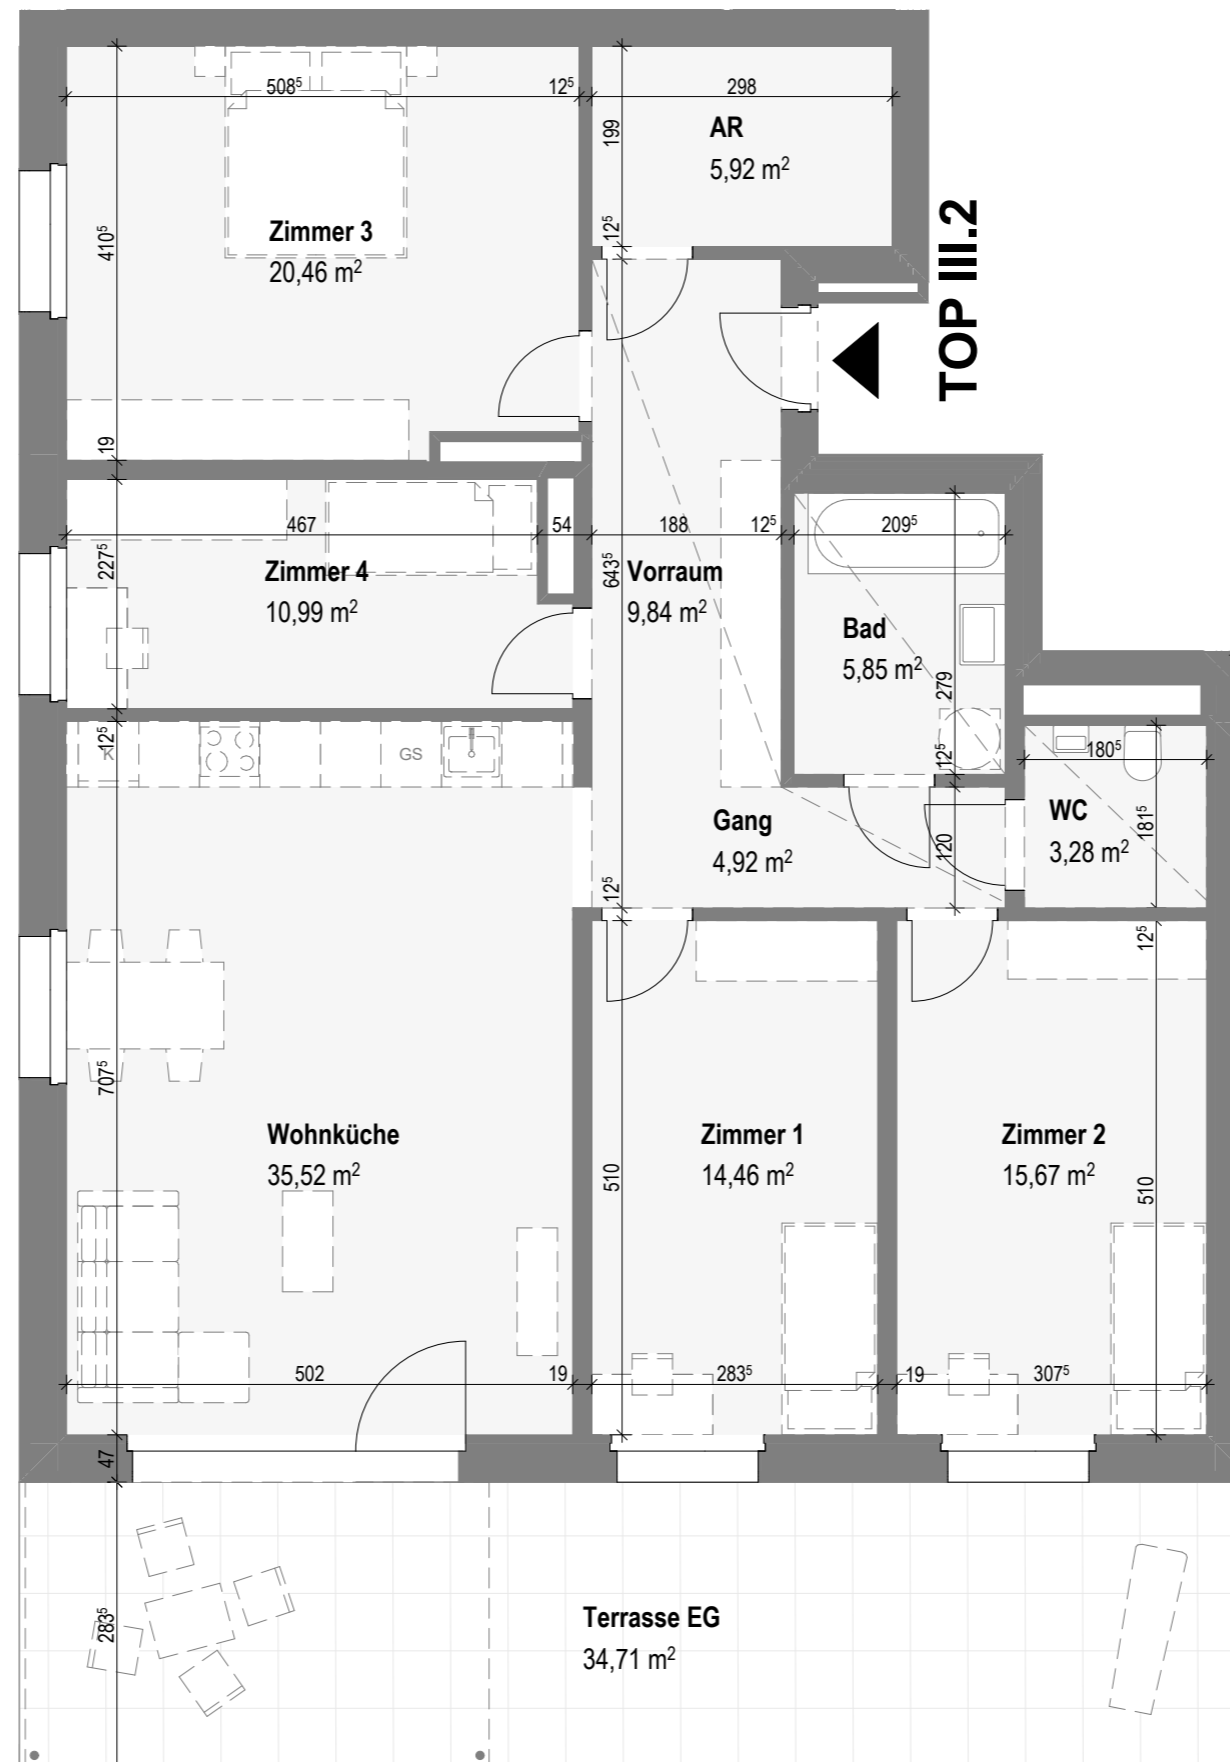 508⁵
12⁵
298
199
AR
5,92 m²
12⁵
TOP III.2
410⁵
Zimmer 3
20,46 m²
19
467
54
188
12⁵
209⁵
227⁵
Zimmer 4
10,99 m²
643⁵
Vorraum
9,84 m²
Bad
5,85 m²
279
12⁵
12⁵
K
GS
180⁵
Gang
4,92 m²
120
WC
3,28 m²
181⁵
12⁵
12⁵
707⁵
Wohnküche
35,52 m²
510
Zimmer 1
14,46 m²
Zimmer 2
15,67 m²
510
502
19
283⁵
19
307⁵
47
283⁵
Terrasse EG
34,71 m²